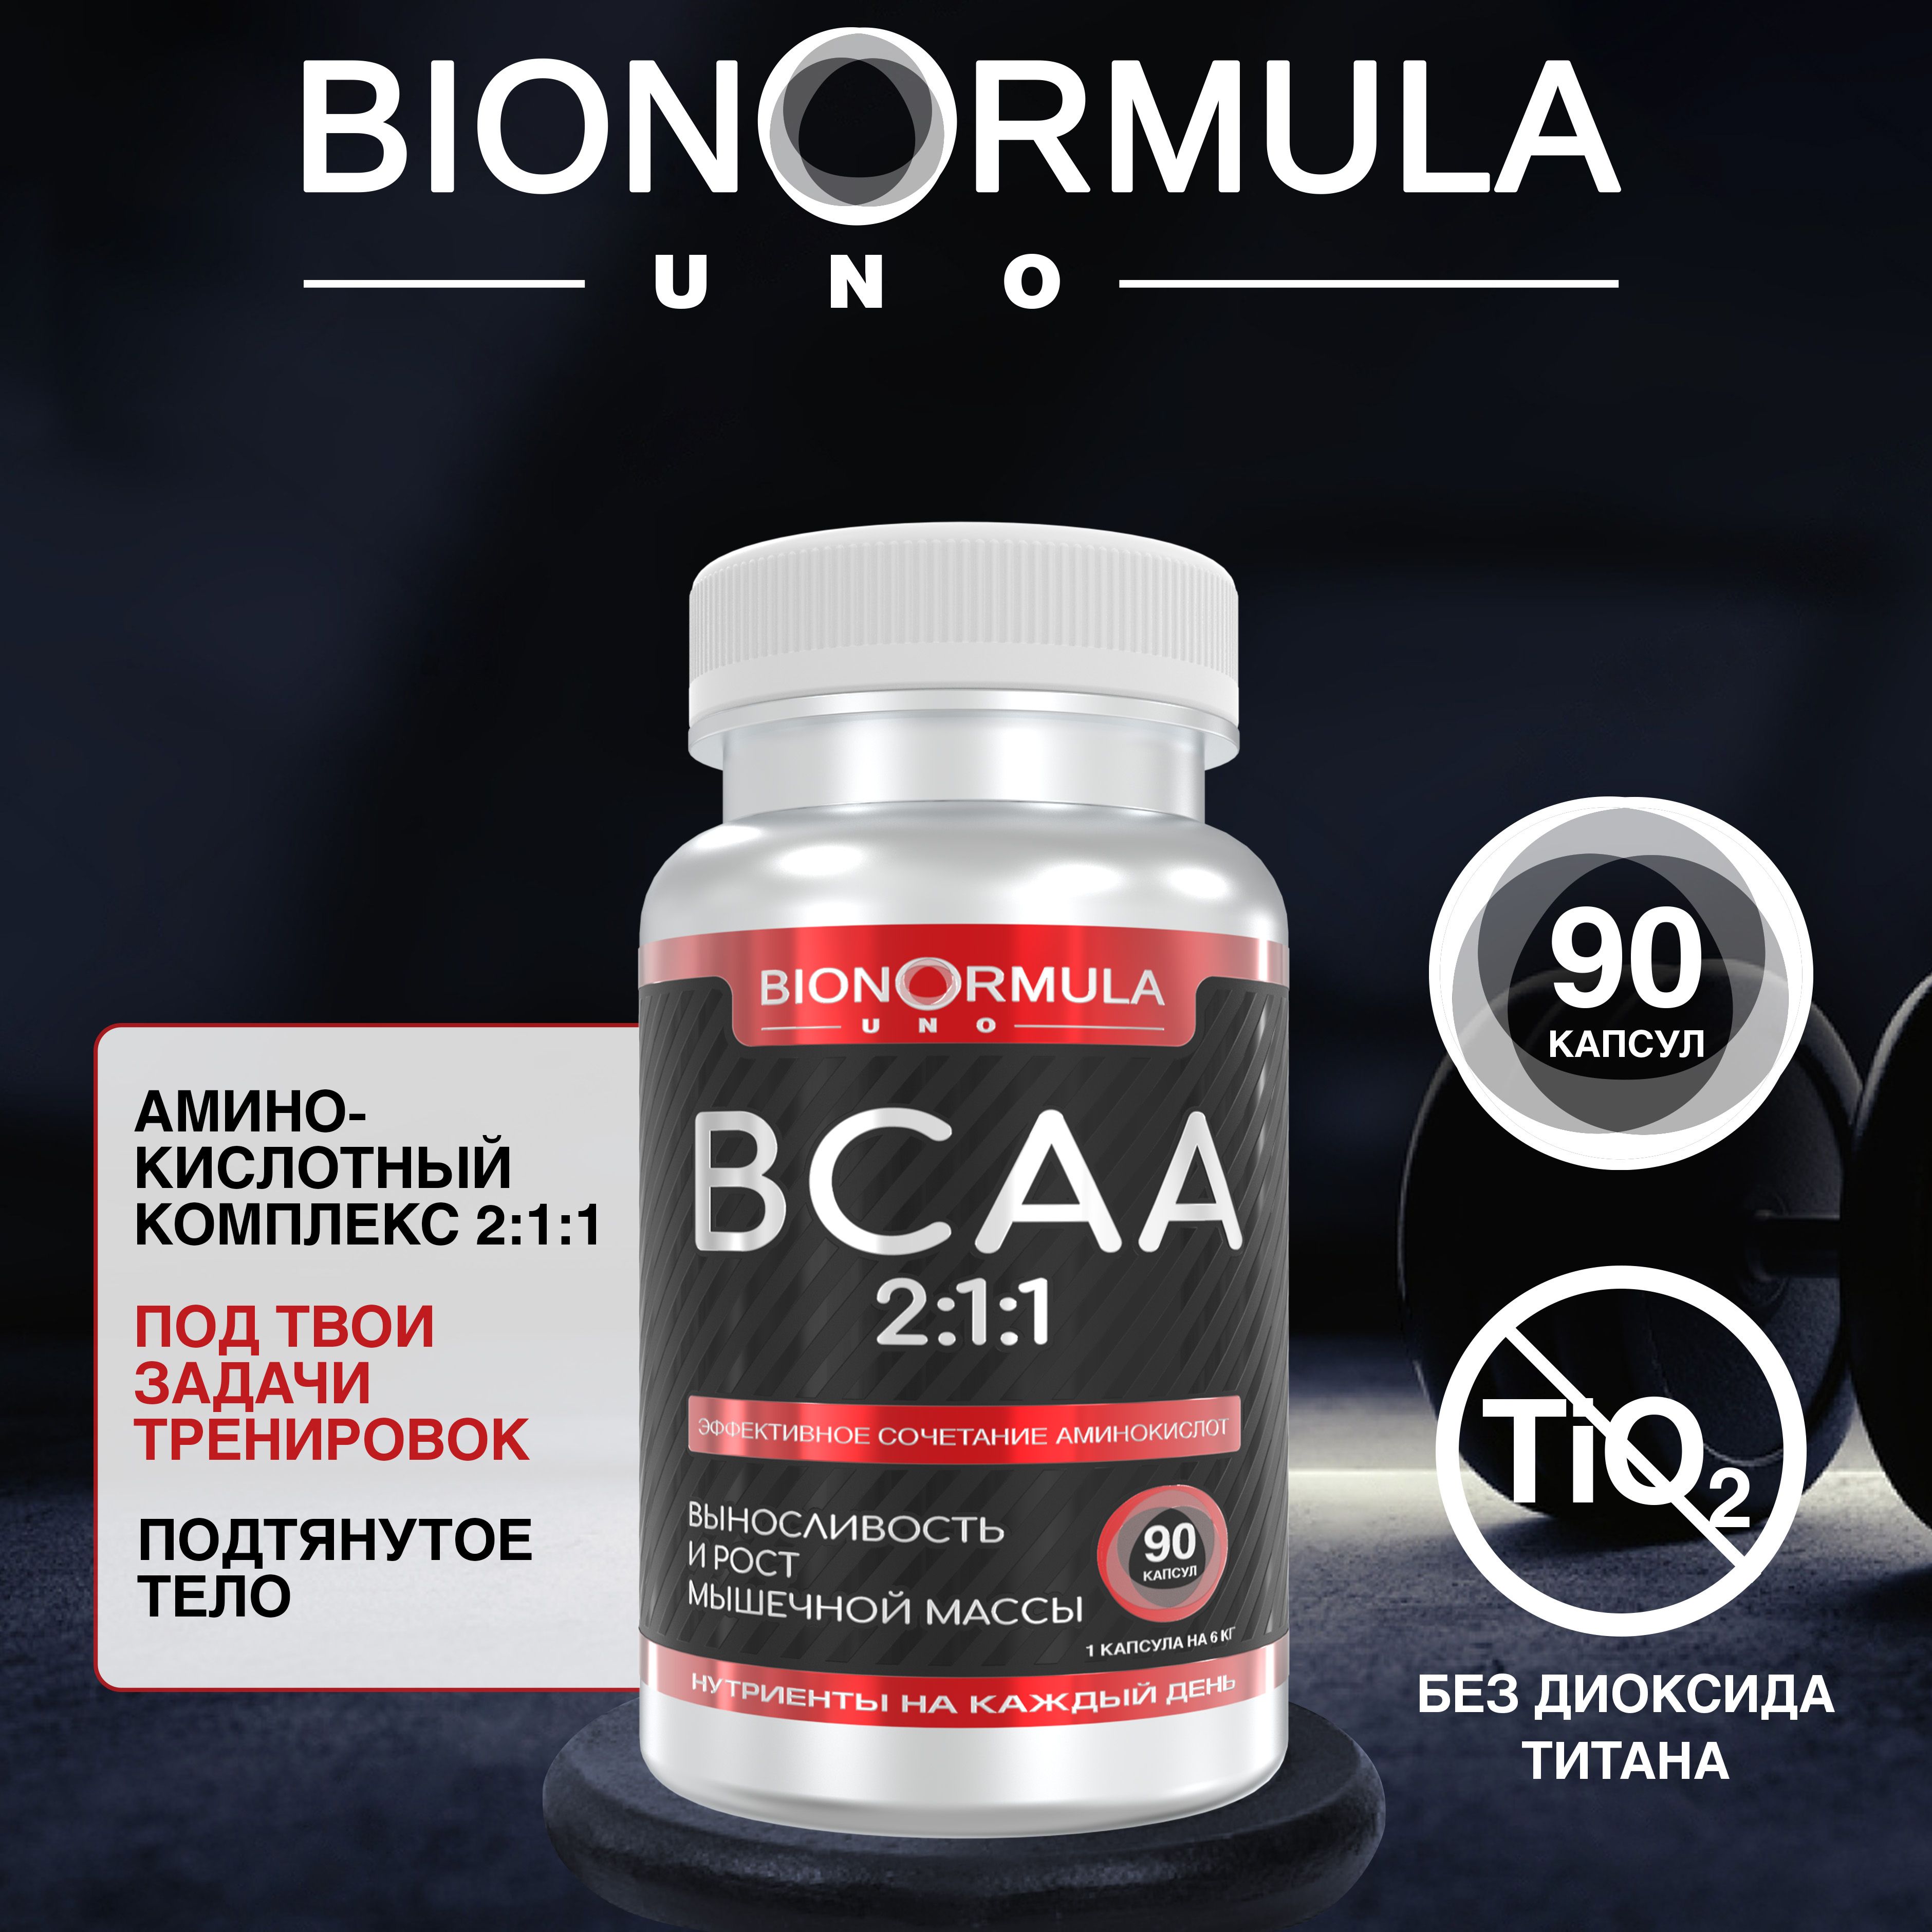 BIONORMULA
UNO
АМИНО-
КИСЛОТНЫЙ
КОМПЛЕКС 2:1:1
ПОД ТВОИ
ЗАДАЧИ
ТРЕНИРОВОК
ПОДТЯНУТОЕ
ТЕЛО
BIONORMULA
UNO
BCAA
2:1:1
ЭФФЕКТИВНОЕ СОЧЕТАНИЕ АМИНОКИСЛОТ
ВЫНОСЛИВОСТЬ
И РОСТ
МЫШЕЧНОЙ МАССЫ
90
КАПСУЛ
1 КАПСУЛА НА 6 КГ
НУТРИЕНТЫ НА КАЖДЫЙ ДЕНЬ
90
КАПСУЛ
TiO₂
БЕЗ ДИОКСИДА
ТИТАНА